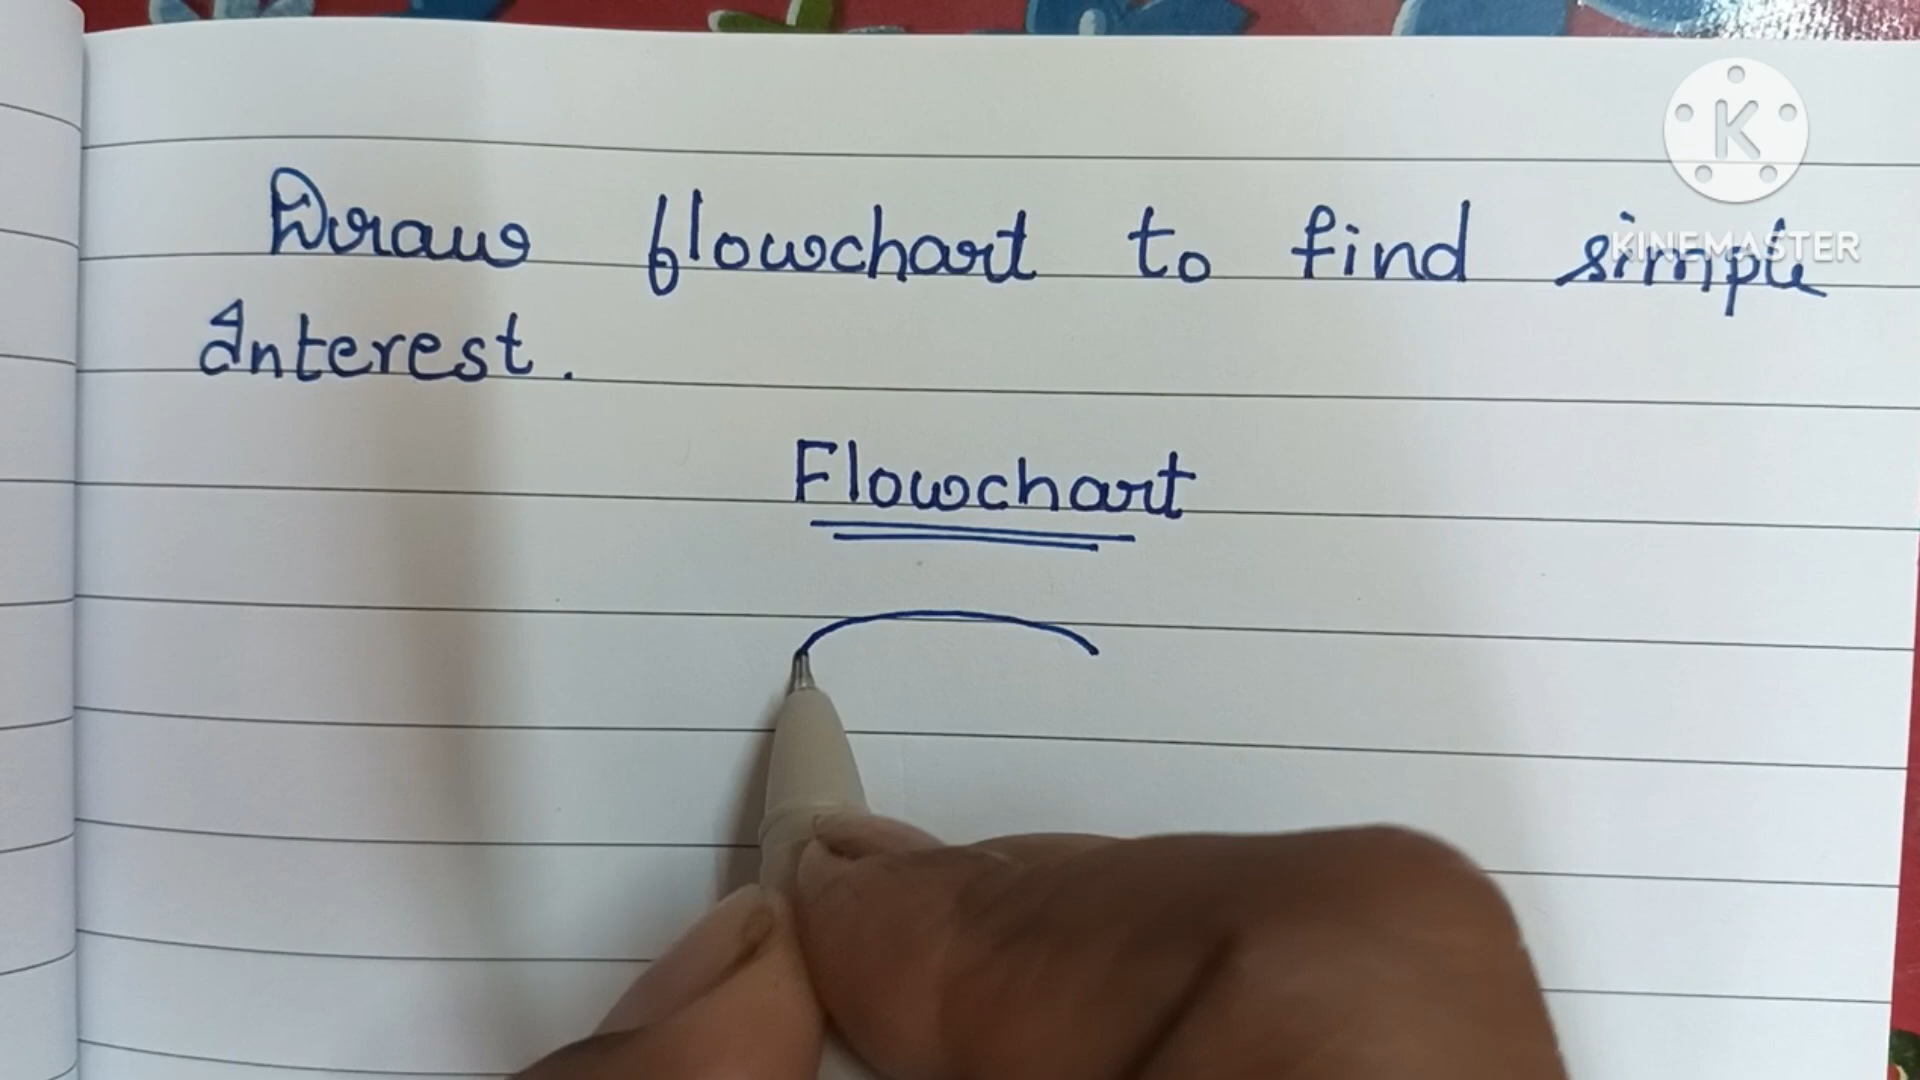 Draw flowchart to find simple
Interest.
Flowchart
K
KINEMASTER